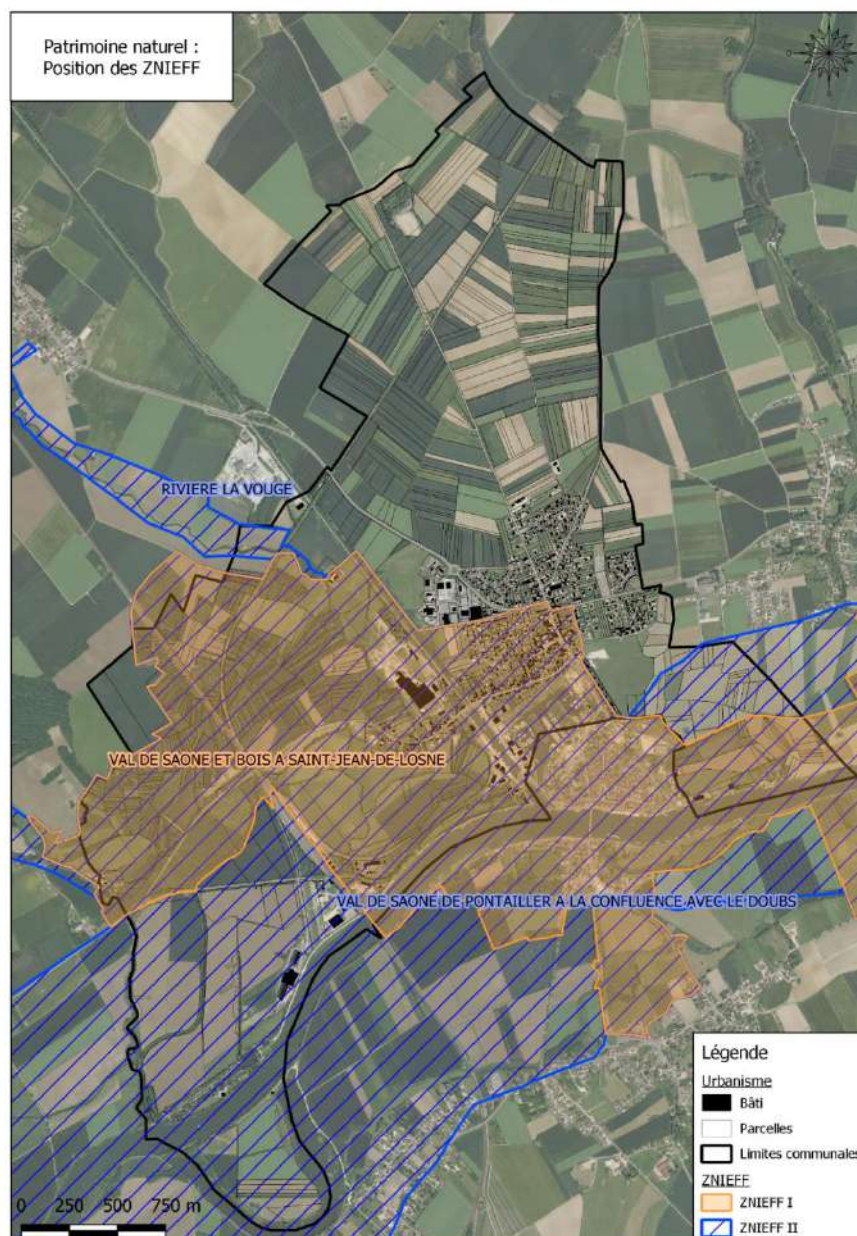 Patrimoine naturel :
Position des ZNIEFF
RIVIERE LA VOUGE
VAL DE SAONE ET BOIS A SAINT-JEAN-DE-LOSNE
VAL DE SAONE DE PONTAILLER A LA CONFLUENCE AVEC LE DOUBS
Légende
Urbanisme
Bâti
Parcelles
Limites communales
ZNIEFF
ZNIEFF I
ZNIEFF II
0 250 500 750 m